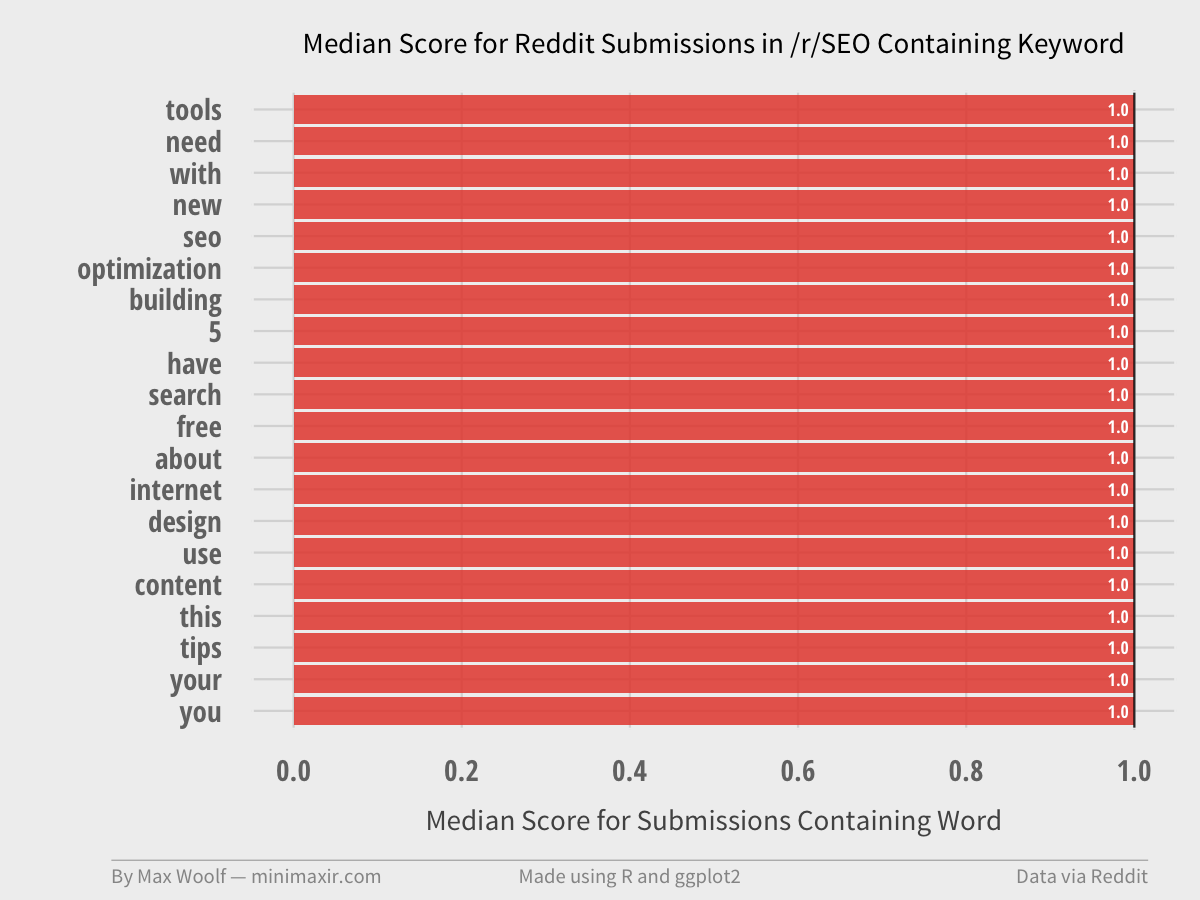 Median Score for Reddit Submissions in /r/SEO Containing Keyword
tools 1.0
need 1.0
with 1.0
new 1.0
seo 1.0
optimization 1.0
building 1.0
5 1.0
have 1.0
search 1.0
free 1.0
about 1.0
internet 1.0
design 1.0
use 1.0
content 1.0
this 1.0
tips 1.0
your 1.0
you 1.0
0.0 0.2 0.4 0.6 0.8 1.0
Median Score for Submissions Containing Word
By Max Woolf — minimaxir.com Made using R and ggplot2 Data via Reddit